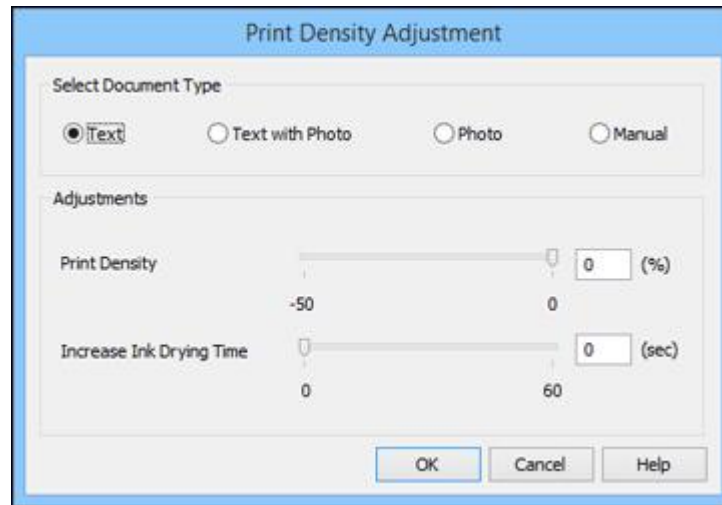 Print Density Adjustment
Select Document Type
Text Text with Photo Photo Manual
Adjustments
Print Density 0 (%)
-50 0
Increase Ink Drying Time 0 (sec)
0 60
OK Cancel Help